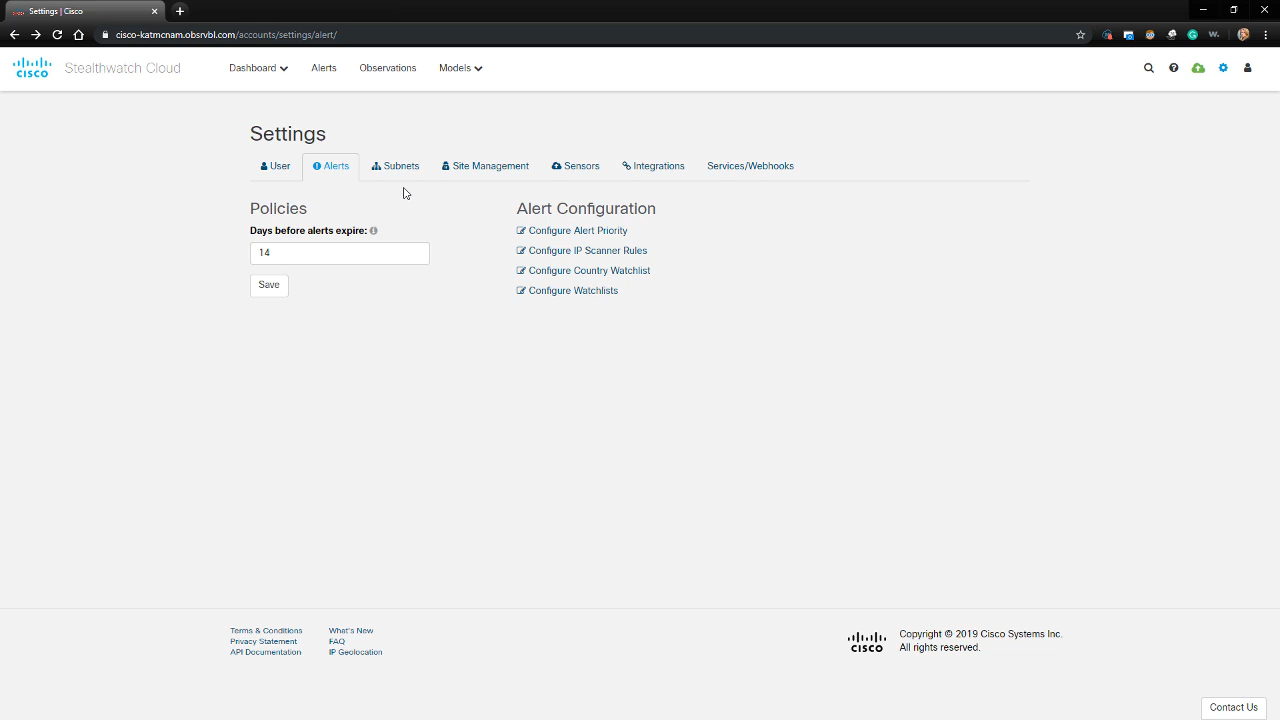 Settings | Cisco
cisco-katmcnam.obsrvbl.com/accounts/settings/alert/
CISCO Stealthwatch Cloud Dashboard Alerts Observations Models
Settings
User Alerts Subnets Site Management Sensors Integrations Services/Webhooks
Policies
Days before alerts expire:
14
Save
Alert Configuration
Configure Alert Priority
Configure IP Scanner Rules
Configure Country Watchlist
Configure Watchlists
Terms & Conditions
Privacy Statement
API Documentation
What's New
FAQ
IP Geolocation
CISCO
Copyright © 2019 Cisco Systems Inc.
All rights reserved.
Contact Us